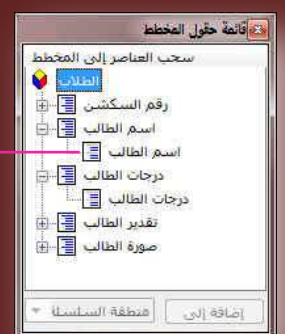 قائمة حقول المخطط
سحب العناصر إلى المخطط
الطلاب
رقم السكشن
اسم الطالب
اسم الطالب
درجات الطالب
درجات الطالب
تقدير الطالب
صورة الطالب
إضافة إلى
منطقة السلسلة